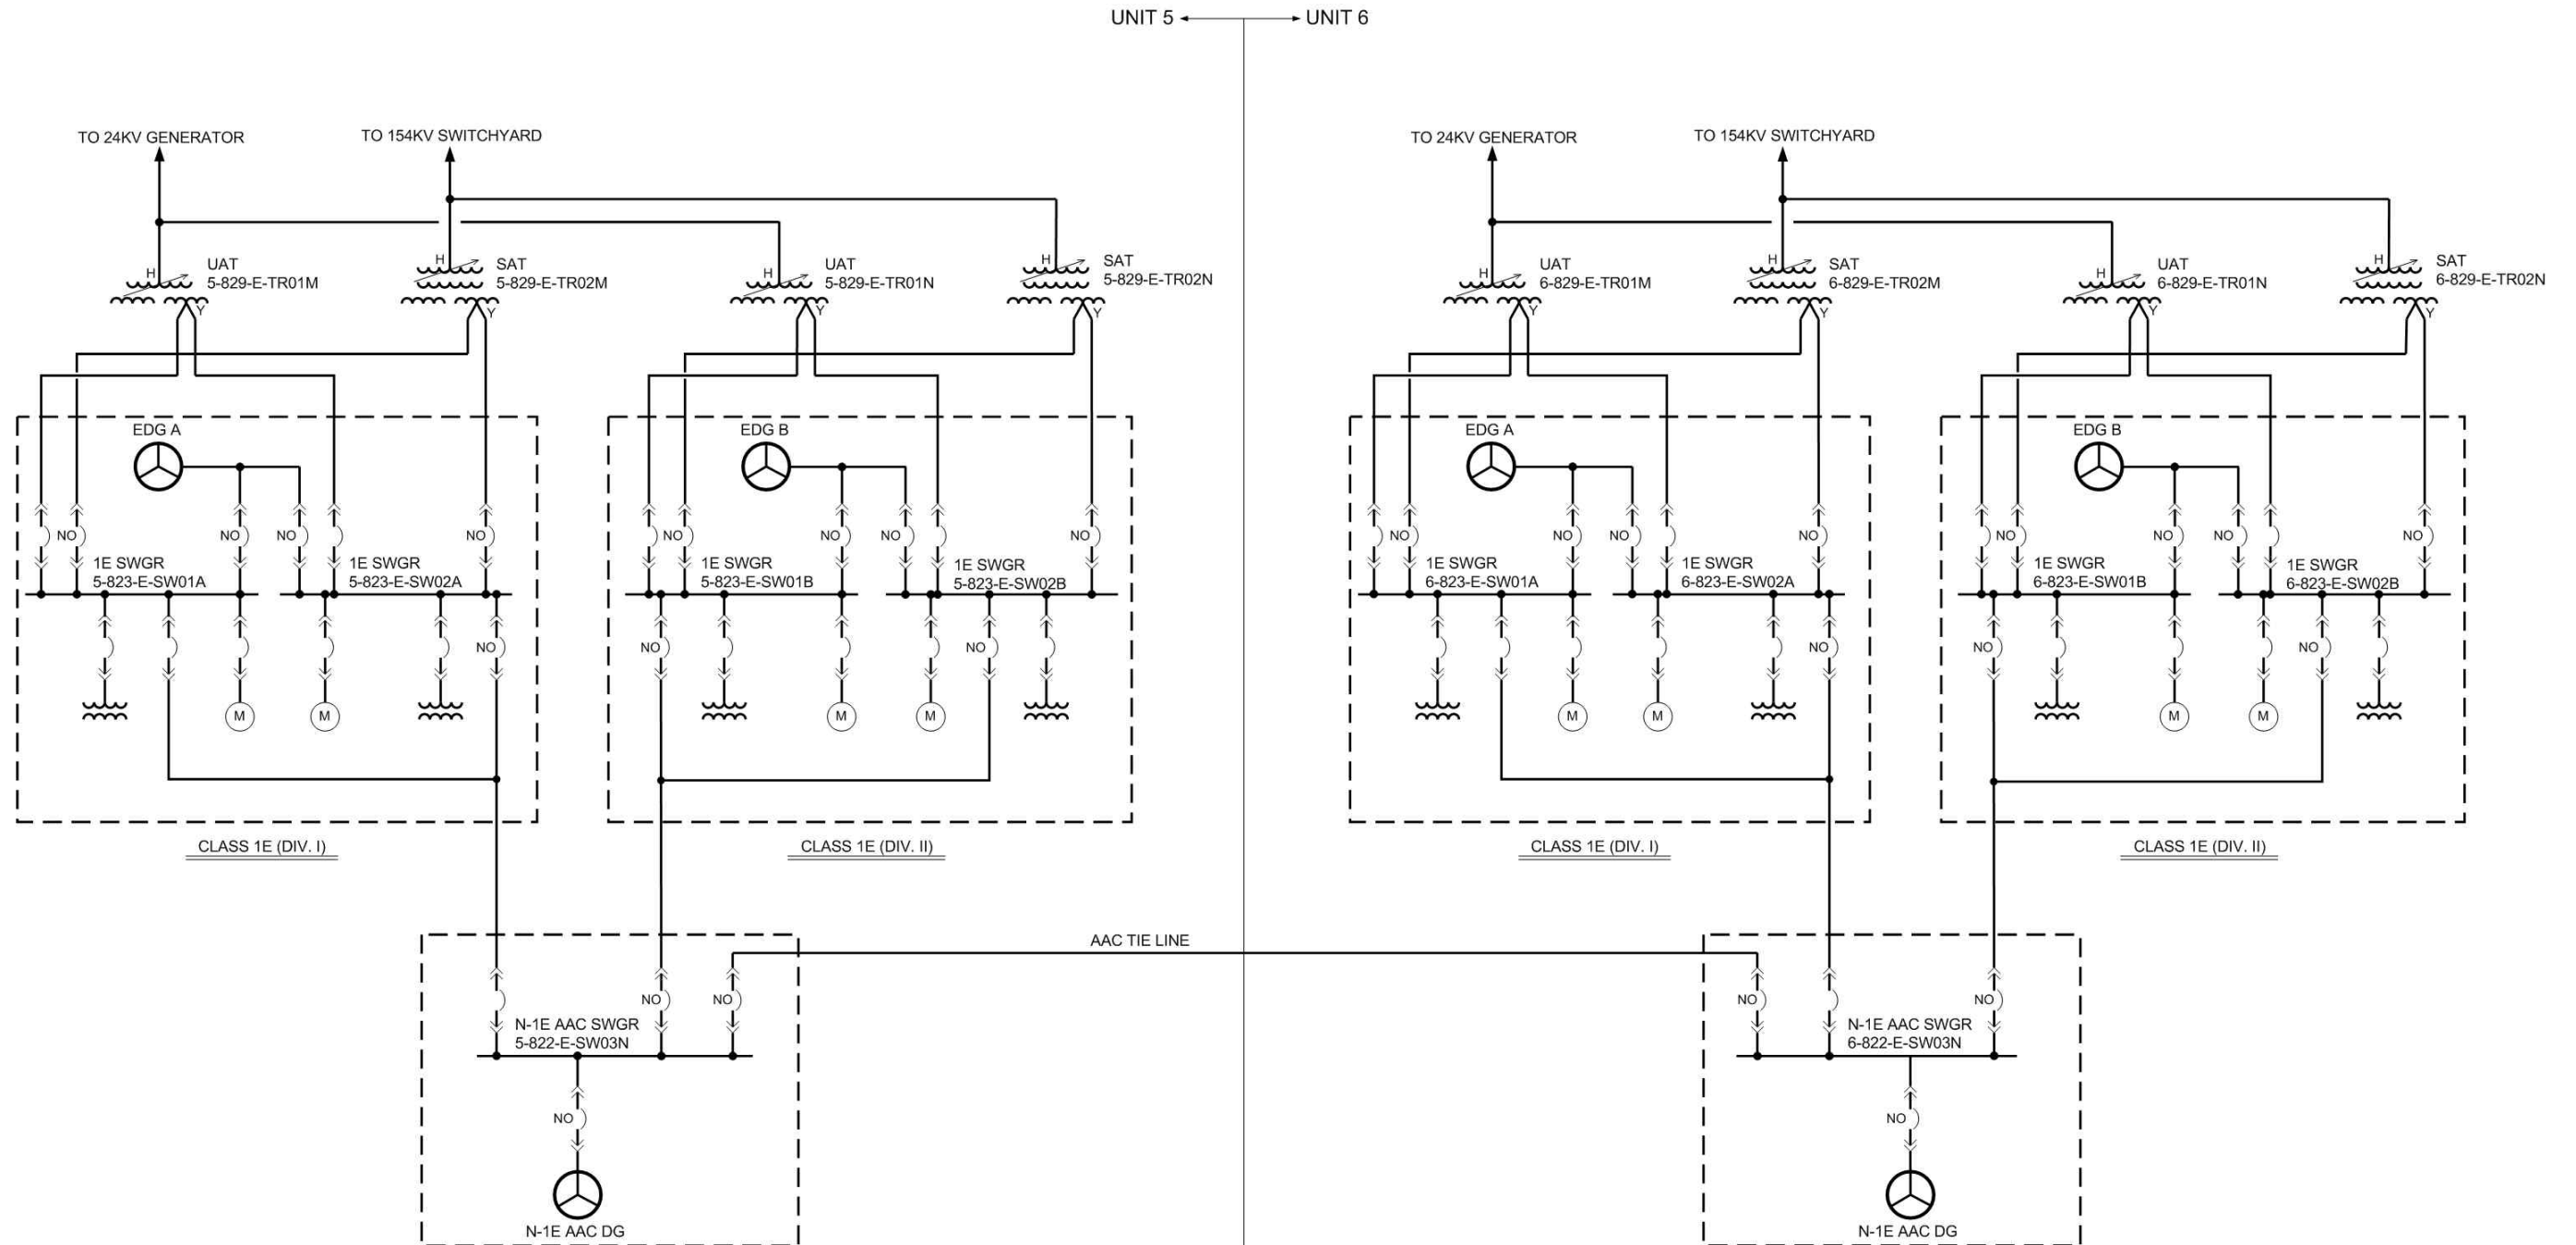 UNIT 5
UNIT 6
TO 24KV GENERATOR
TO 154KV SWITCHYARD
TO 24KV GENERATOR
TO 154KV SWITCHYARD
H
UAT
5-829-E-TR01M
Y
H
SAT
5-829-E-TR02M
Y
H
UAT
5-829-E-TR01N
Y
H
SAT
5-829-E-TR02N
Y
H
UAT
6-829-E-TR01M
Y
H
SAT
6-829-E-TR02M
Y
H
UAT
6-829-E-TR01N
Y
H
SAT
6-829-E-TR02N
Y
EDG A
NO
NO
NO
NO
1E SWGR
5-823-E-SW01A
1E SWGR
5-823-E-SW02A
NO
M
M
CLASS 1E (DIV. I)
EDG B
NO
NO
NO
NO
1E SWGR
5-823-E-SW01B
1E SWGR
5-823-E-SW02B
NO
NO
M
M
CLASS 1E (DIV. II)
EDG A
NO
NO
NO
NO
1E SWGR
6-823-E-SW01A
1E SWGR
6-823-E-SW02A
NO
M
M
CLASS 1E (DIV. I)
EDG B
NO
NO
NO
NO
1E SWGR
6-823-E-SW01B
1E SWGR
6-823-E-SW02B
NO
NO
M
M
CLASS 1E (DIV. II)
AAC TIE LINE
NO
NO
N-1E AAC SWGR
5-822-E-SW03N
NO
N-1E AAC DG
NO
NO
N-1E AAC SWGR
6-822-E-SW03N
NO
N-1E AAC DG